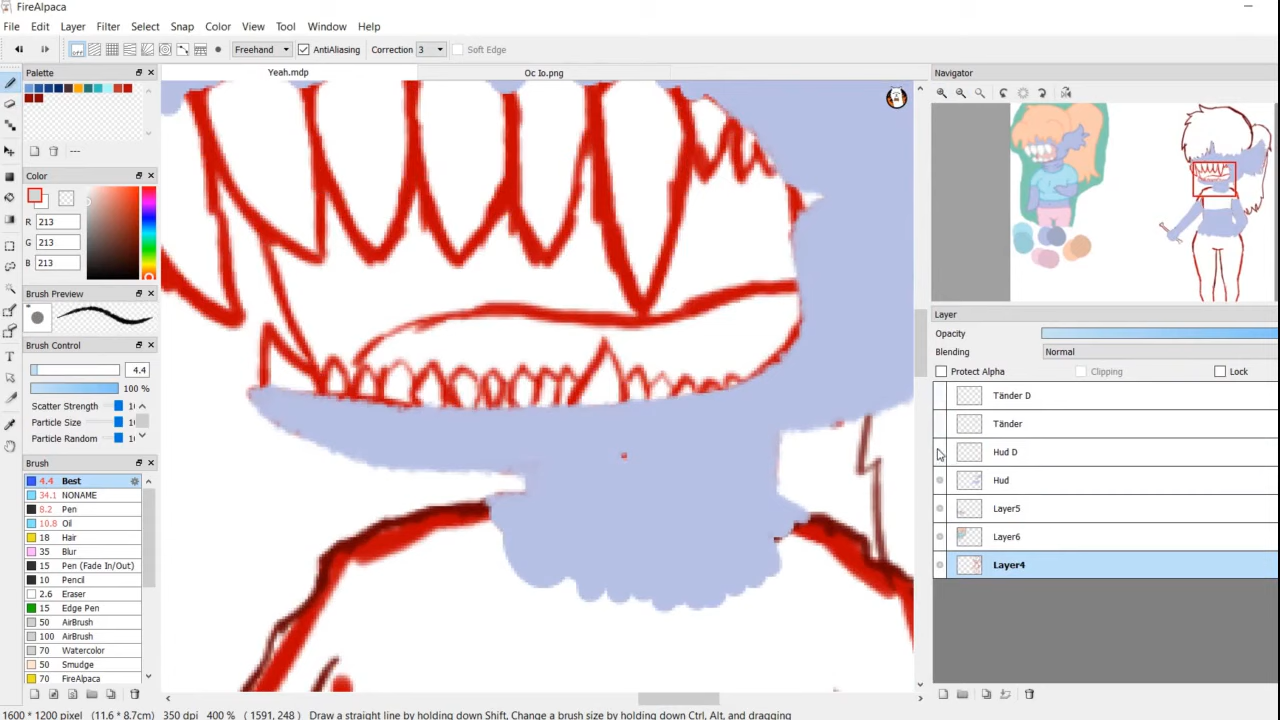 FireAlpaca
File Edit Layer Filter Select Snap Color View Tool Window Help
Freehand AntiAliasing Correction 3 Soft Edge
Palette
Yeah.mdp Oc Io.png
Navigator
---
Color
R 213
G 213
B 213
Brush Preview
Brush Control
4.4
100 %
Scatter Strength
Particle Size
Particle Random
Brush
4.4 Best
34.1 NONAME
8.2 Pen
10.8 Oil
18 Hair
35 Blur
15 Pen (Fade In/Out)
10 Pencil
2.6 Eraser
15 Edge Pen
50 AirBrush
100 AirBrush
70 Watercolor
50 Smudge
70 FireAlpaca
Layer
Opacity
Blending Normal
Protect Alpha Clipping Lock
Tänder D
Tänder
Hud D
Hud
Layer5
Layer6
Layer4
1600 * 1200 pixel (11.6 * 8.7cm) 350 dpi 400 % ( 1591, 248 ) Draw a straight line by holding down Shift, Change a brush size by holding down Ctrl, Alt, and dragging